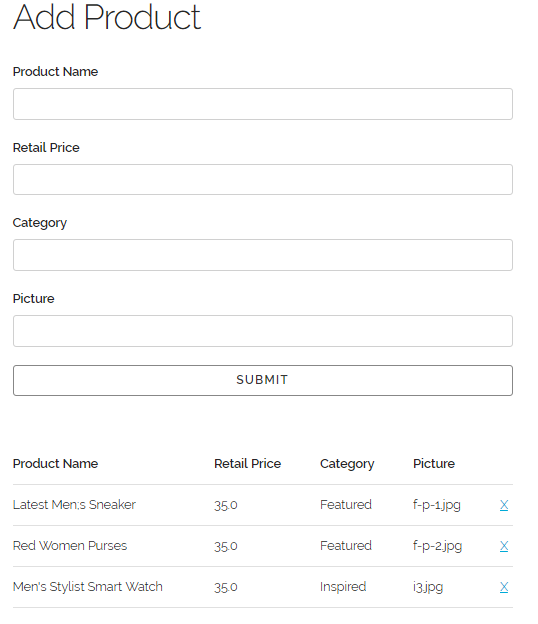 Add Product
Product Name
Retail Price
Category
Picture
SUBMIT
Product Name Retail Price Category Picture
Latest Men;s Sneaker 35.0 Featured f-p-1.jpg X
Red Women Purses 35.0 Featured f-p-2.jpg X
Men's Stylist Smart Watch 35.0 Inspired i3.jpg X